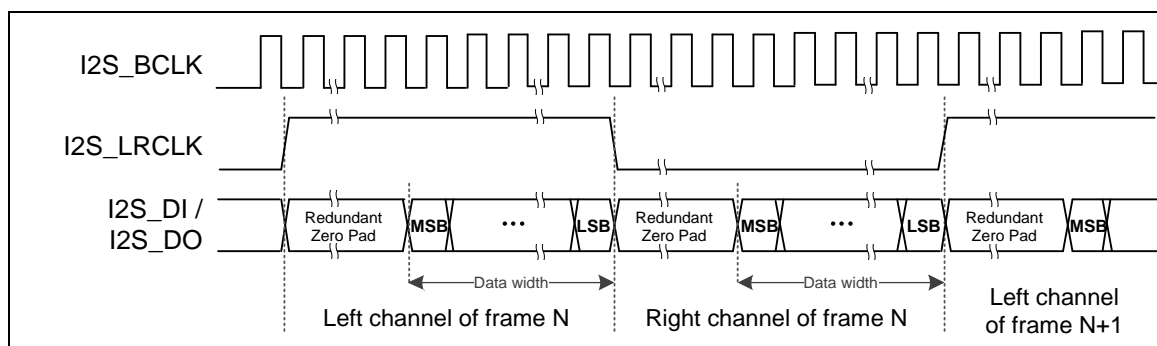 I2S_BCLK
I2S_LRCLK
I2S_DI /
I2S_DO
Redundant
Zero Pad
MSB
...
LSB
Redundant
Zero Pad
MSB
...
LSB
Redundant
Zero Pad
MSB
Data width
Data width
Left channel of frame N
Right channel of frame N
Left channel
of frame N+1